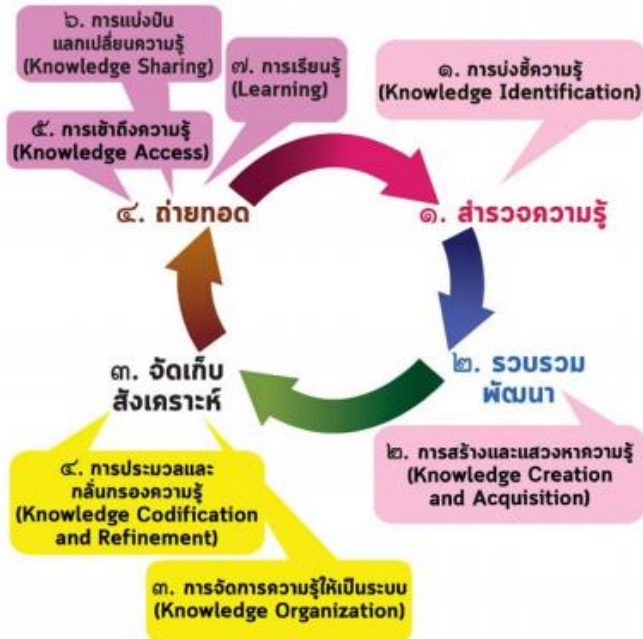 ๖. การแบ่งปัน
แลกเปลี่ยนความรู้
(Knowledge Sharing)
๗. การเรียนรู้
(Learning)
๑. การบ่งชี้ความรู้
(Knowledge Identification)
๕. การเข้าถึงความรู้
(Knowledge Access)
๔. ถ่ายทอด
๑. สำรวจความรู้
๓. จัดเก็บ
สังเคราะห์
๒. รวบรวม
พัฒนา
๔. การประมวลและ
กลั่นกรองความรู้
(Knowledge Codification
and Refinement)
๒. การสร้างและแสวงหาความรู้
(Knowledge Creation
and Acquisition)
๓. การจัดการความรู้ให้เป็นระบบ
(Knowledge Organization)